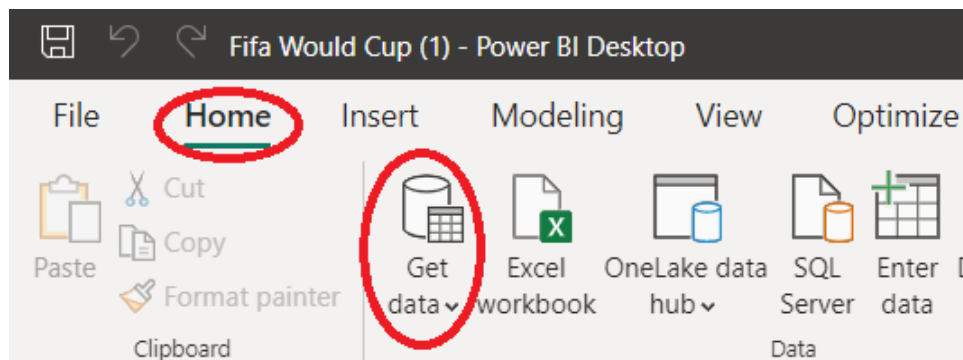 Fifa Would Cup (1) - Power BI Desktop
File Home Insert Modeling View Optimize
Cut
Copy
Paste
Format painter
Clipboard
Get data
Excel workbook
OneLake data hub
SQL Server
Enter data
Data